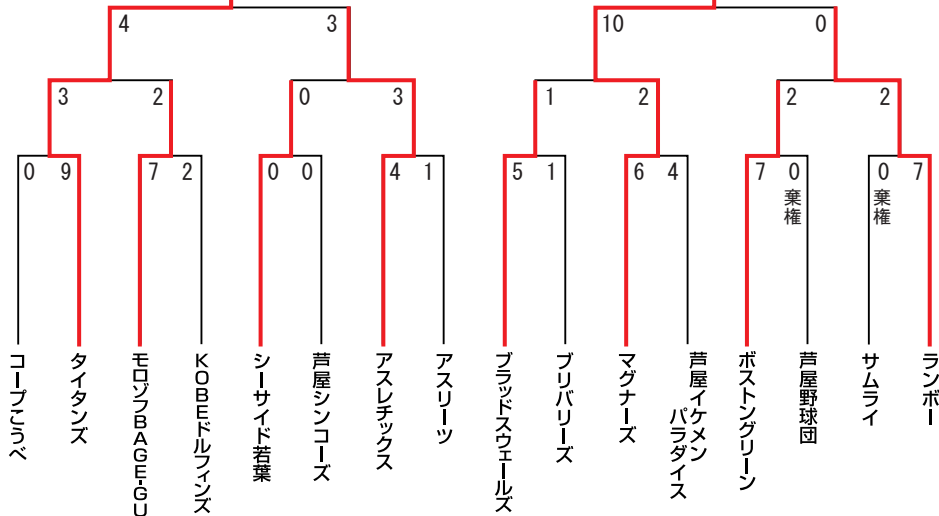 4 3 10 0
3 2 0 3 1 2 2 2
0 9 7 2 0 0 4 1 5 1 6 4 7 0 0 7
棄権
棄権
コープこうべ
タイタンズ
モロゾフBAGE-GU
KOBEドルフィンズ
シーサイド若葉
芦屋シンコーズ
アスレチックス
アスリーツ
ブラッドスウェールズ
ブリバリーズ
マグナーズ
芦屋イケメン
パラダイス
ボストングリーン
芦屋野球団
サムライ
ランボー